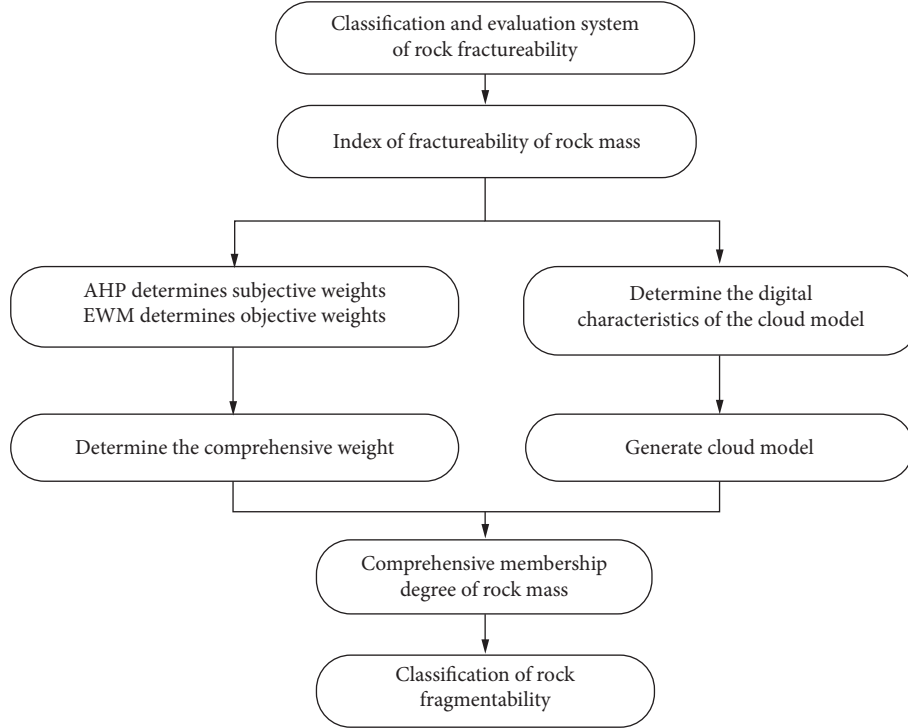 Classification and evaluation system
of rock fractureability
Index of fractureability of rock mass
AHP determines subjective weights
EWM determines objective weights
Determine the digital
characteristics of the cloud model
Determine the comprehensive weight
Generate cloud model
Comprehensive membership
degree of rock mass
Classification of rock
fragmentability